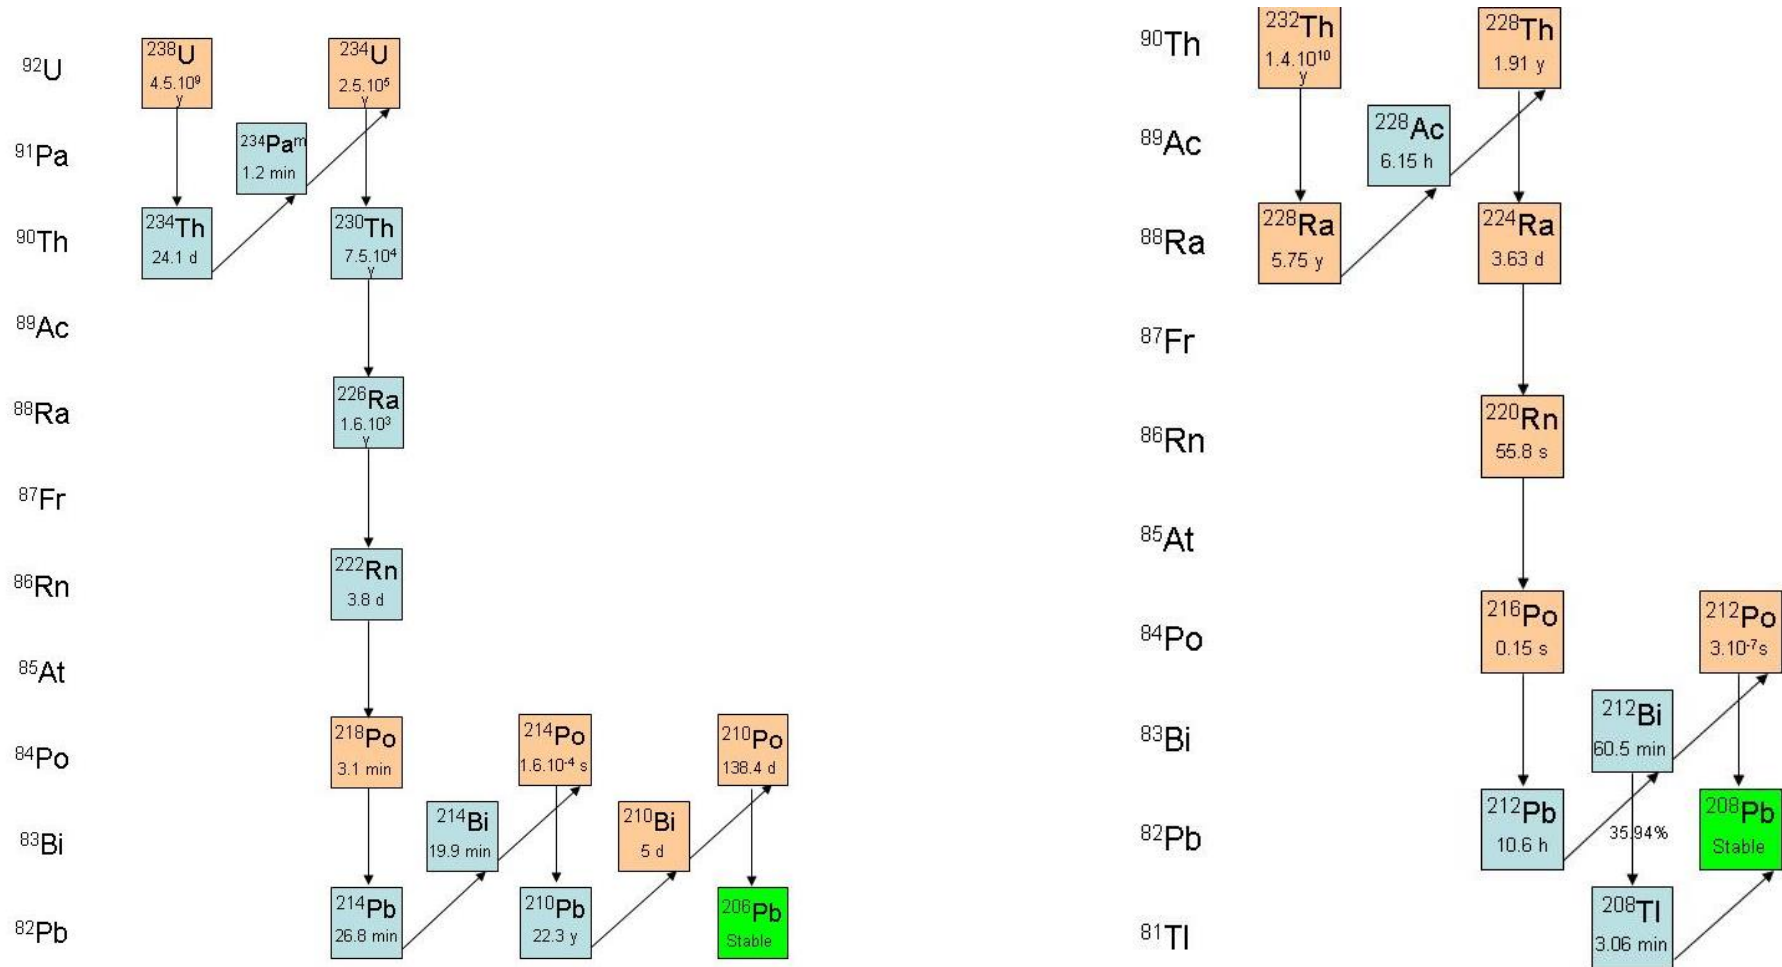 92U
91Pa
90Th
89Ac
88Ra
87Fr
86Rn
85At
84Po
83Bi
82Pb
238U
4.5.10⁹
y
234U
2.5.10⁵
y
234Paᵐ
1.2 min
234Th
24.1 d
230Th
7.5.10⁴
y
226Ra
1.6.10³
y
222Rn
3.8 d
218Po
3.1 min
214Po
1.6.10⁻⁴ s
210Po
138.4 d
214Bi
19.9 min
210Bi
5 d
214Pb
26.8 min
210Pb
22.3 y
206Pb
Stable
90Th
89Ac
88Ra
87Fr
86Rn
85At
84Po
83Bi
82Pb
81Tl
232Th
1.4.10¹⁰
y
228Th
1.91 y
228Ac
6.15 h
228Ra
5.75 y
224Ra
3.63 d
220Rn
55.8 s
216Po
0.15 s
212Po
3.10⁻⁷s
212Bi
60.5 min
212Pb
10.6 h
35.94%
208Pb
Stable
208Tl
3.06 min